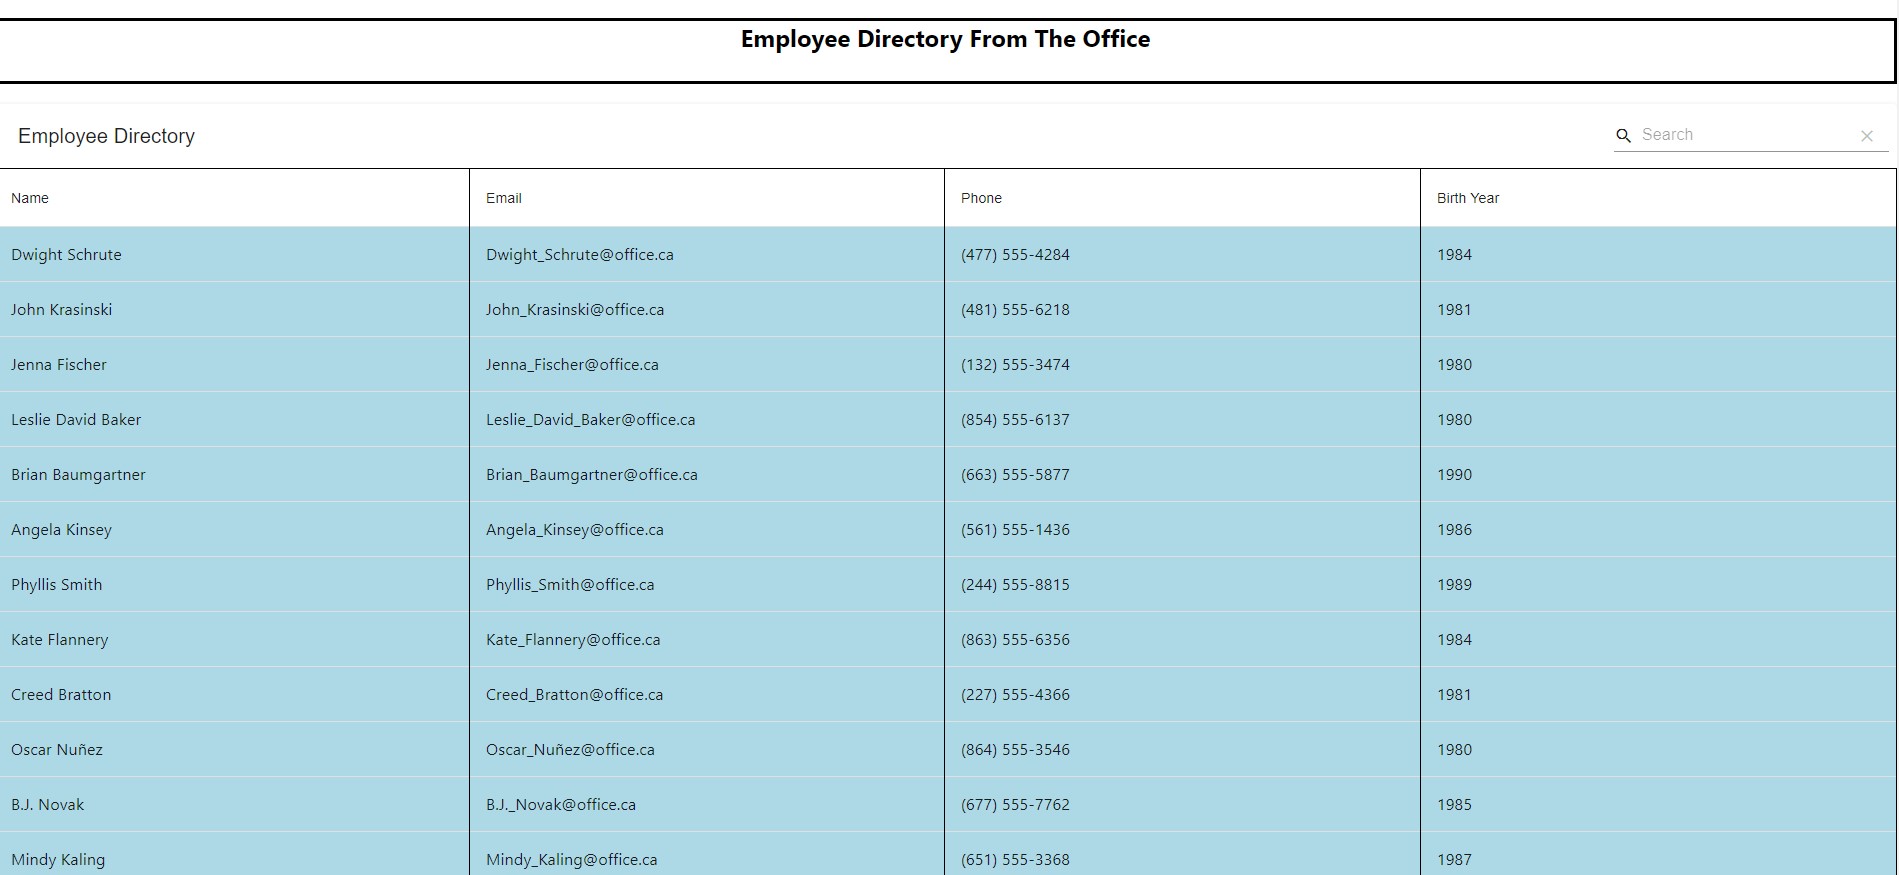 Employee Directory From The Office
Employee Directory
Search
Name Email Phone Birth Year
Dwight Schrute Dwight_Schrute@office.ca (477) 555-4284 1984
John Krasinski John_Krasinski@office.ca (481) 555-6218 1981
Jenna Fischer Jenna_Fischer@office.ca (132) 555-3474 1980
Leslie David Baker Leslie_David_Baker@office.ca (854) 555-6137 1980
Brian Baumgartner Brian_Baumgartner@office.ca (663) 555-5877 1990
Angela Kinsey Angela_Kinsey@office.ca (561) 555-1436 1986
Phyllis Smith Phyllis_Smith@office.ca (244) 555-8815 1989
Kate Flannery Kate_Flannery@office.ca (863) 555-6356 1984
Creed Bratton Creed_Bratton@office.ca (227) 555-4366 1981
Oscar Nuñez Oscar_Nuñez@office.ca (864) 555-3546 1980
B.J. Novak B.J._Novak@office.ca (677) 555-7762 1985
Mindy Kaling Mindy_Kaling@office.ca (651) 555-3368 1987